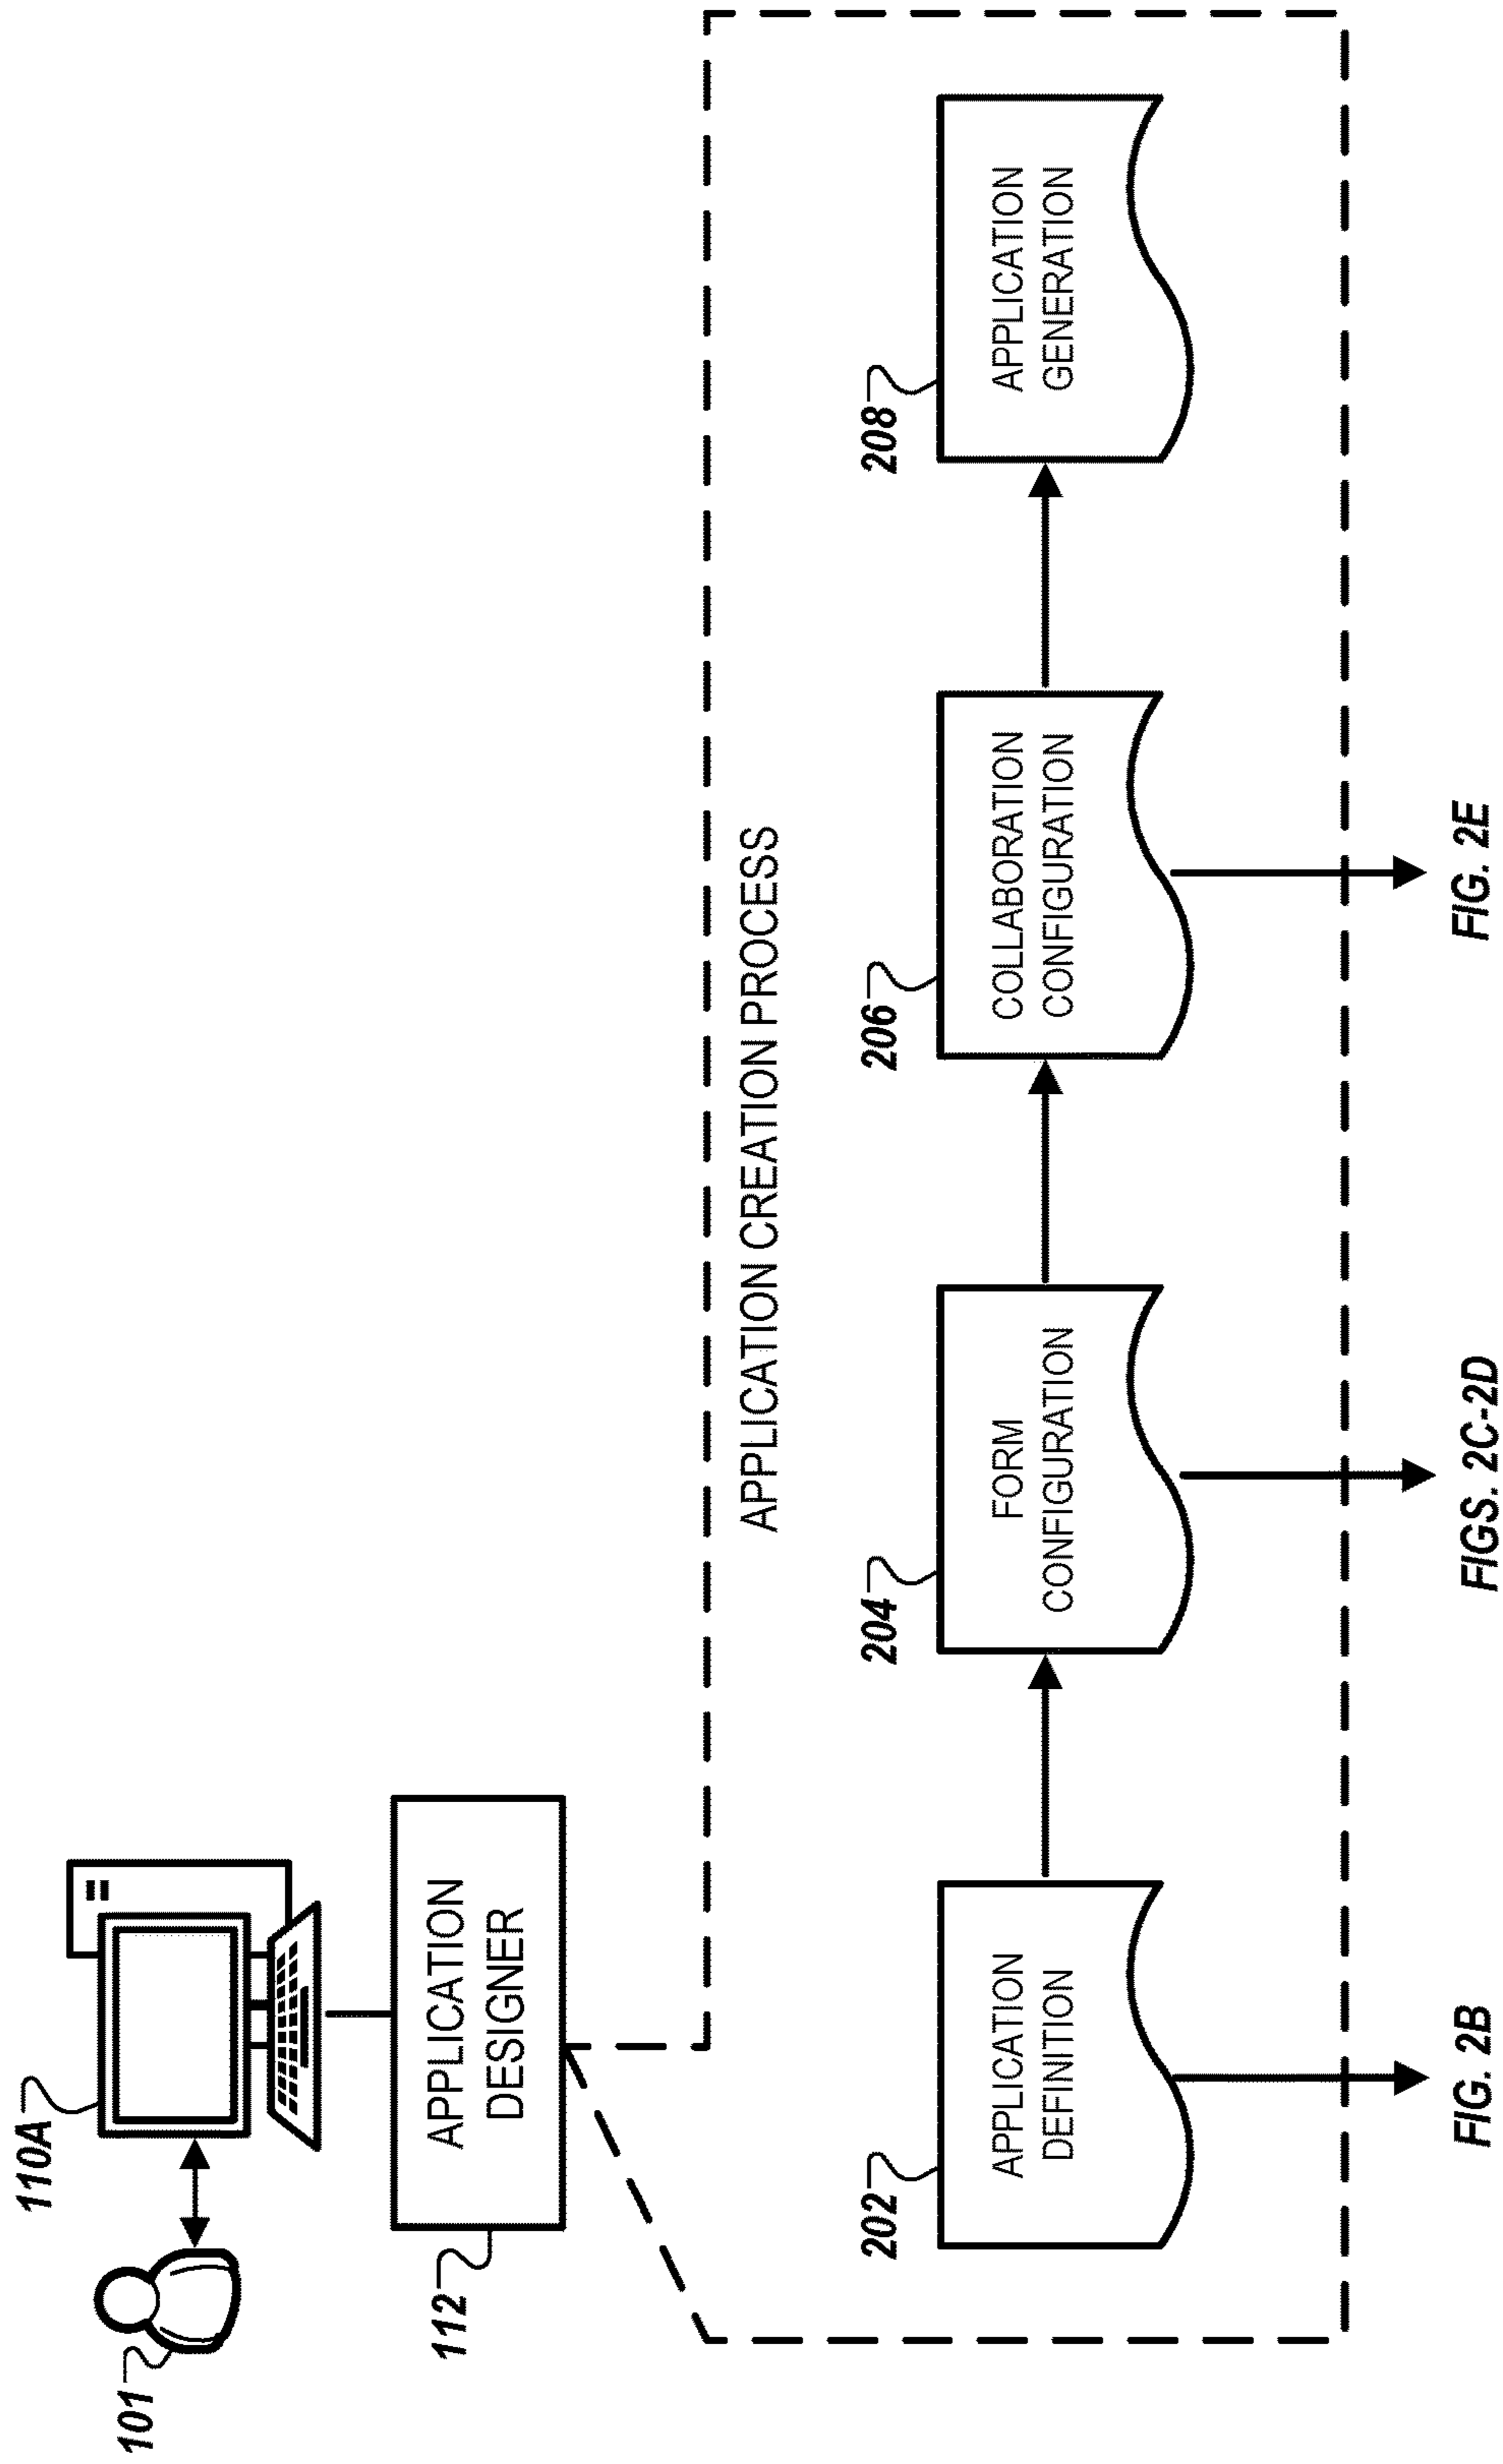 110A
101
APPLICATION
DESIGNER
112
APPLICATION CREATION PROCESS
202
APPLICATION
DEFINITION
204
FORM
CONFIGURATION
206
COLLABORATION
CONFIGURATION
208
APPLICATION
GENERATION
FIG. 2B
FIGS. 2C-2D
FIG. 2E